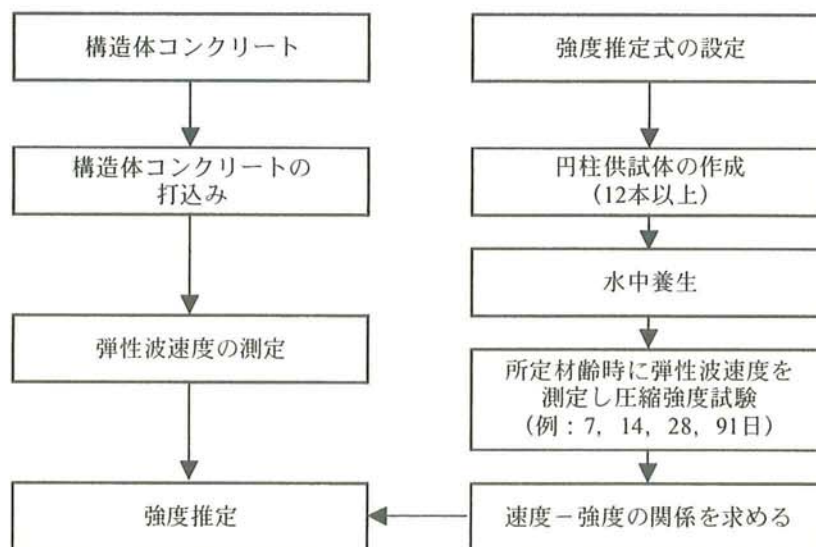 構造体コンクリート
構造体コンクリートの
打込み
弾性波速度の測定
強度推定
強度推定式の設定
円柱供試体の作成
（12本以上）
水中養生
所定材齢時に弾性波速度を
測定し圧縮強度試験
（例：7，14，28，91日）
速度－強度の関係を求める